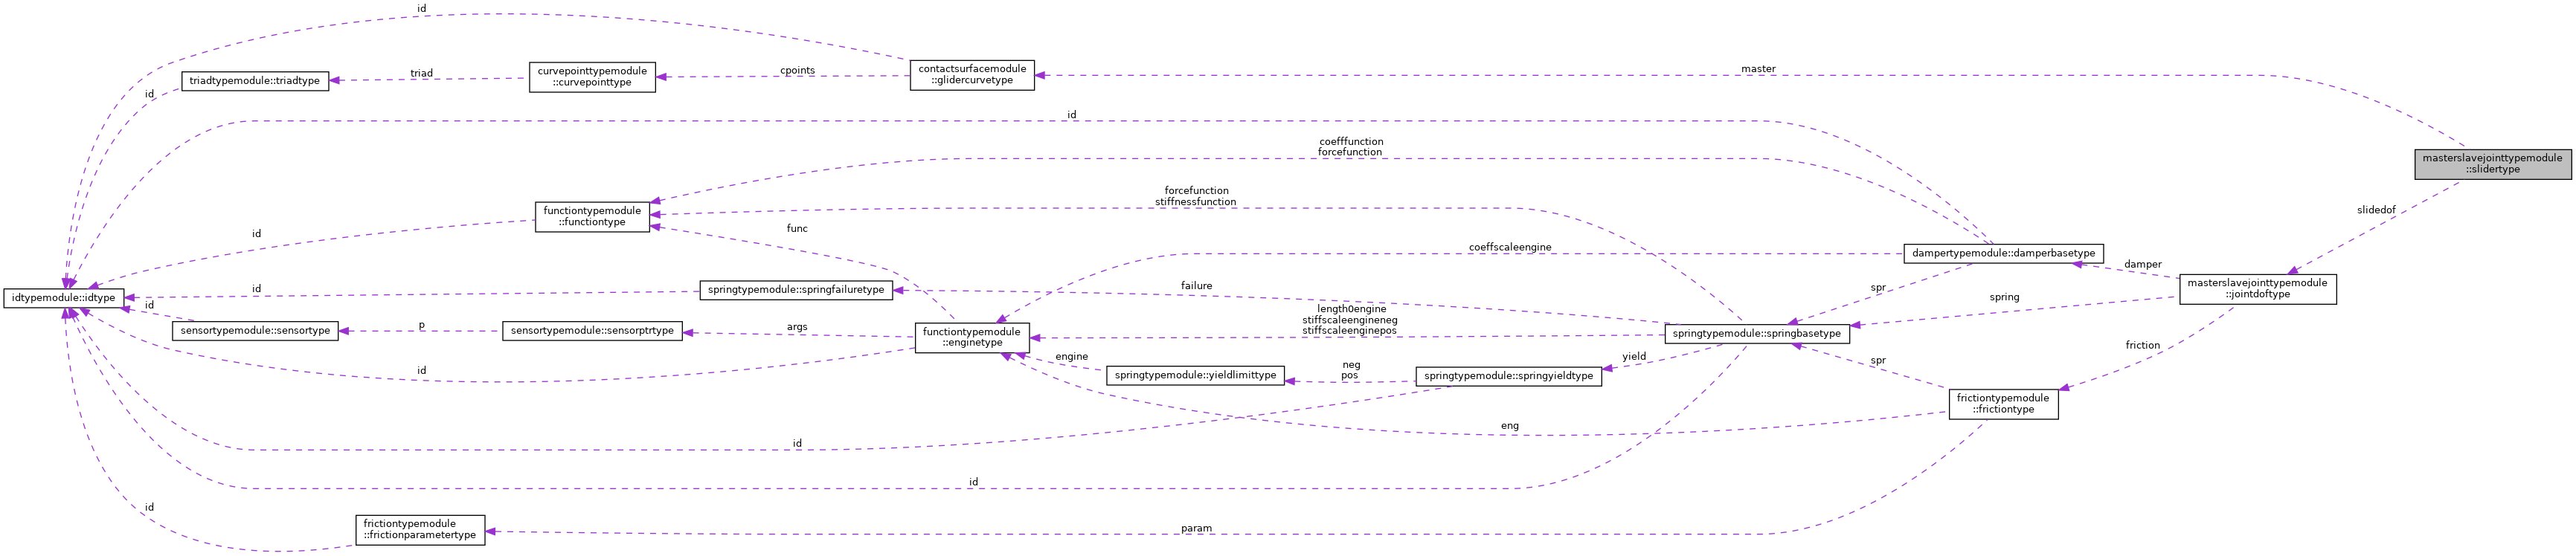 id
triadtypemodule::triadtype
triad
curvepointtypemodule
::curvepointtype
cpoints
contactsurfacemodule
::glidercurvetype
master
id
id
coefffunction
forcefunction
masterslavejointtypemodule
::slidertype
forcefunction
stiffnessfunction
functiontypemodule
::functiontype
func
slidedof
id
coeffscaleengine
dampertypemodule::damperbasetype
damper
masterslavejointtypemodule
::jointdoftype
idtypemodule::idtype
id
springtypemodule::springfailuretype
failure
spr
spring
id
sensortypemodule::sensortype
p
sensortypemodule::sensorptrtype
args
functiontypemodule
::enginetype
length0engine
stiffscaleengineneg
stiffscaleenginepos
springtypemodule::springbasetype
friction
id
engine
springtypemodule::yieldlimittype
neg
pos
springtypemodule::springyieldtype
yield
spr
frictiontypemodule
::frictiontype
eng
id
id
id
frictiontypemodule
::frictionparametertype
param